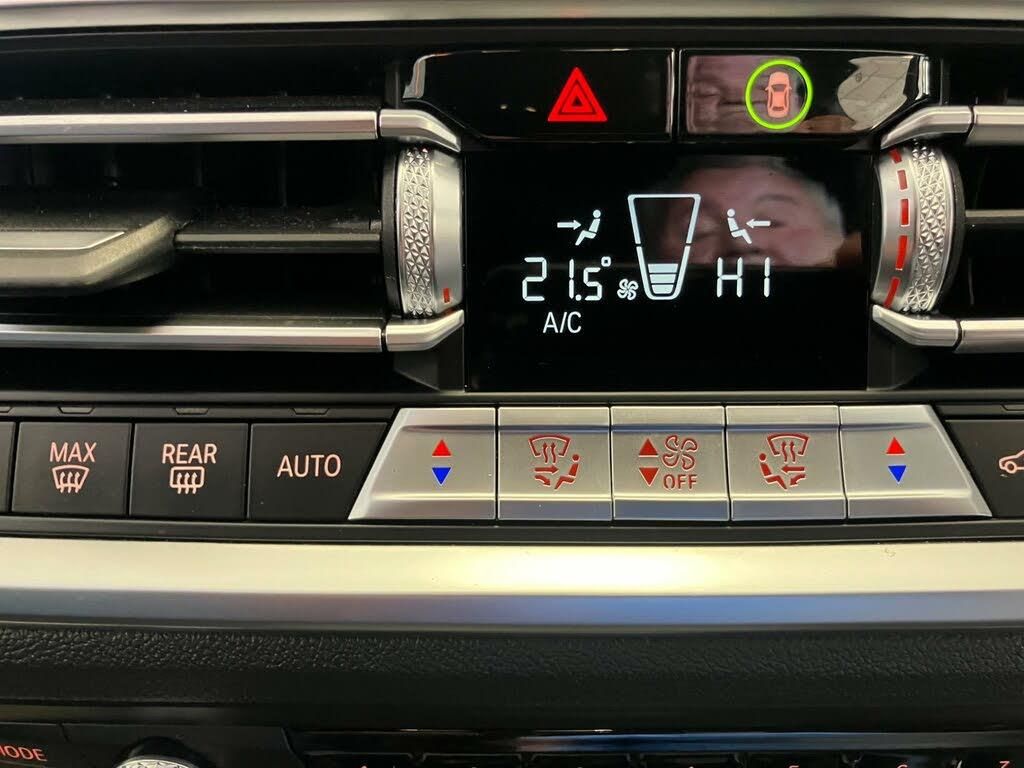 21.5° HI
A/C
MAX
REAR
AUTO
OFF
MODE